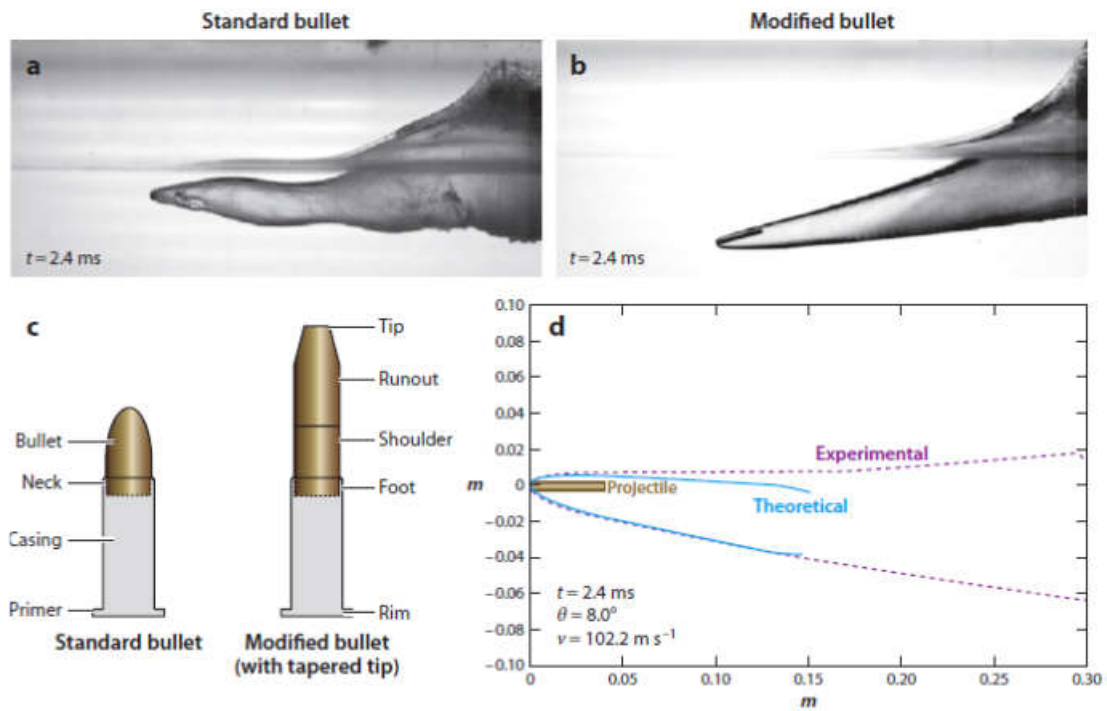 Standard bullet
Modified bullet
a
t = 2.4 ms
b
t = 2.4 ms
c
Bullet
Neck
Casing
Primer
Standard bullet
Tip
Runout
Shoulder
Foot
Rim
Modified bullet
(with tapered tip)
d
0.10
0.08
0.06
0.04
0.02
0
−0.02
−0.04
−0.06
−0.08
−0.10
m
Experimental
Projectile
Theoretical
t = 2.4 ms
θ = 8.0°
v = 102.2 m s⁻¹
0
0.05
0.10
0.15
0.20
0.25
0.30
m